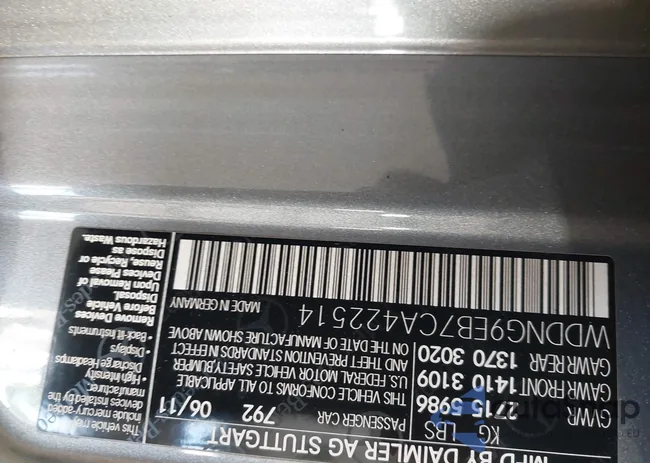 MFD BY DAIMLER AG STUTTGART
PASSENGER CAR 792 06/11
KG LBS
GVWR 2715 5986
GAWR FRONT 1410 3109
GAWR REAR 1370 3020
THIS VEHICLE CONFORMS TO ALL APPLICABLE
U.S. FEDERAL MOTOR VEHICLE SAFETY BUMPER
AND THEFT PREVENTION STANDARDS IN EFFECT
ON THE DATE OF MANUFACTURE SHOWN ABOVE
WDDNG9EB7CA422514
MADE IN GERMANY
This vehicle may
include mercury-added
devices installed by the
manufacturer:
• High Intensity
Discharge Headlamps
• Displays
• Back lit Instruments
Remove Devices
Before Vehicle
Disposal.
Upon Removal of
Devices Please
Reuse, Recycle or
Dispose as
Hazardous Waste.